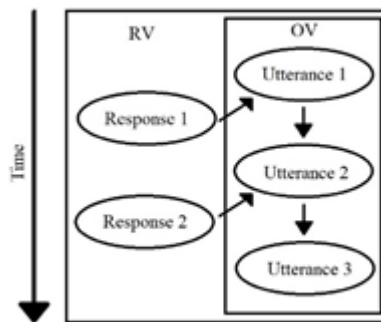 RV
OV
Utterance 1
Response 1
Utterance 2
Response 2
Utterance 3
Time